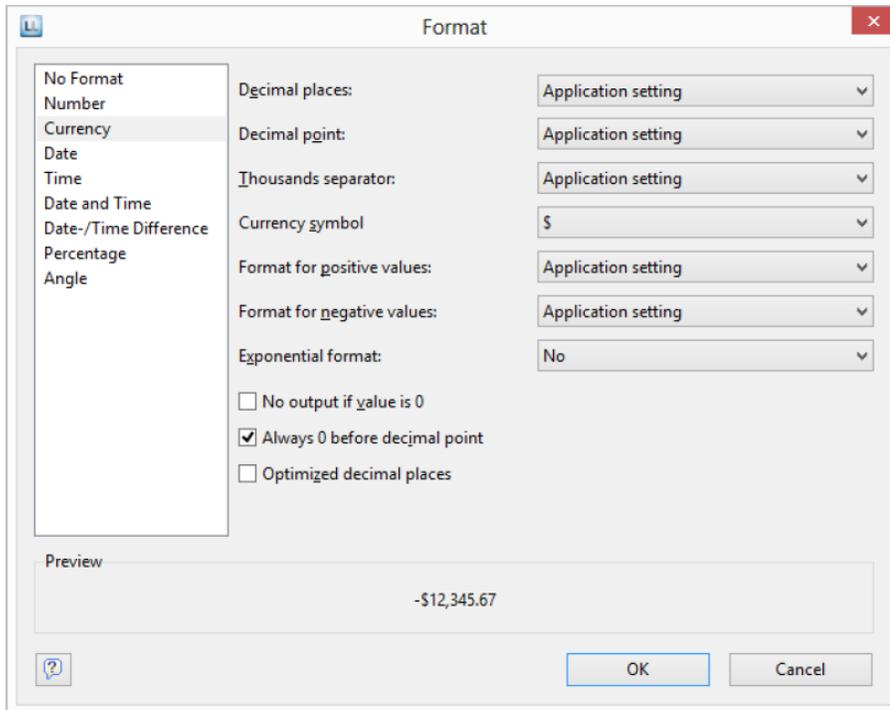 Format
No Format
Number
Currency
Date
Time
Date and Time
Date-/Time Difference
Percentage
Angle
Decimal places: Application setting
Decimal point: Application setting
Thousands separator: Application setting
Currency symbol $
Format for positive values: Application setting
Format for negative values: Application setting
Exponential format: No
No output if value is 0
Always 0 before decimal point
Optimized decimal places
Preview
-$12,345.67
OK Cancel